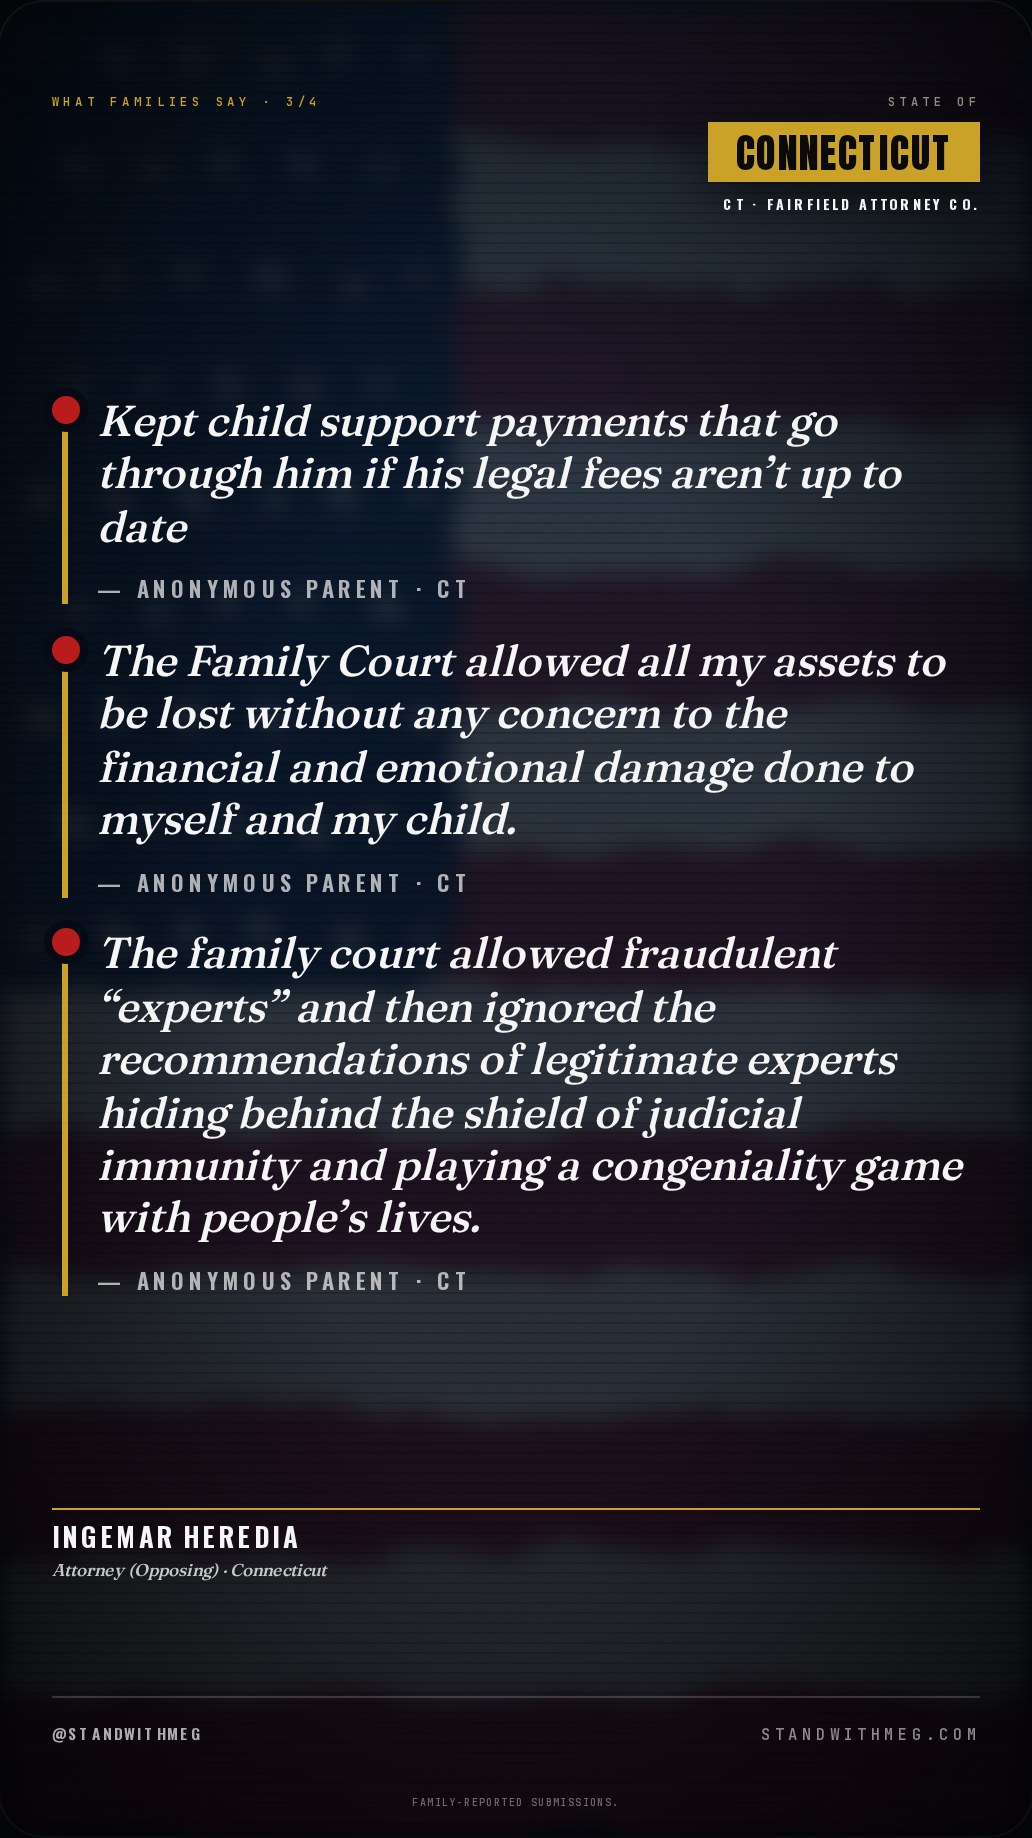 WHAT FAMILIES SAY · 3/4
STATE OF
CONNECTICUT
CT · FAIRFIELD ATTORNEY CO.
Kept child support payments that go
through him if his legal fees aren’t up to
date
— ANONYMOUS PARENT · CT
The Family Court allowed all my assets to
be lost without any concern to the
financial and emotional damage done to
myself and my child.
— ANONYMOUS PARENT · CT
The family court allowed fraudulent
“experts” and then ignored the
recommendations of legitimate experts
hiding behind the shield of judicial
immunity and playing a congeniality game
with people’s lives.
— ANONYMOUS PARENT · CT
INGEMAR HEREDIA
Attorney (Opposing) · Connecticut
@STANDWITHMEG
STANDWITHMEG.COM
FAMILY-REPORTED SUBMISSIONS.